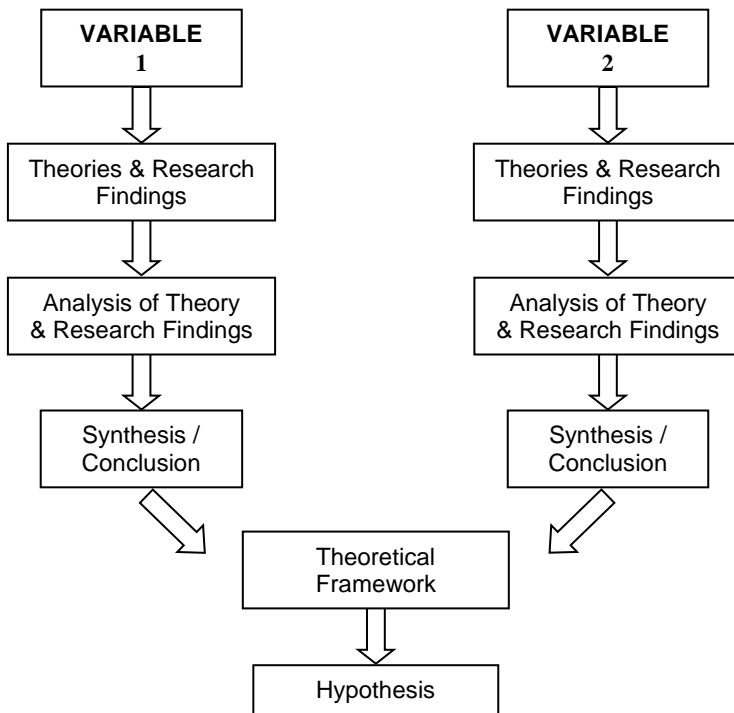 VARIABLE
1
Theories & Research
Findings
Analysis of Theory
& Research Findings
Synthesis /
Conclusion
VARIABLE
2
Theories & Research
Findings
Analysis of Theory
& Research Findings
Synthesis /
Conclusion
Theoretical
Framework
Hypothesis